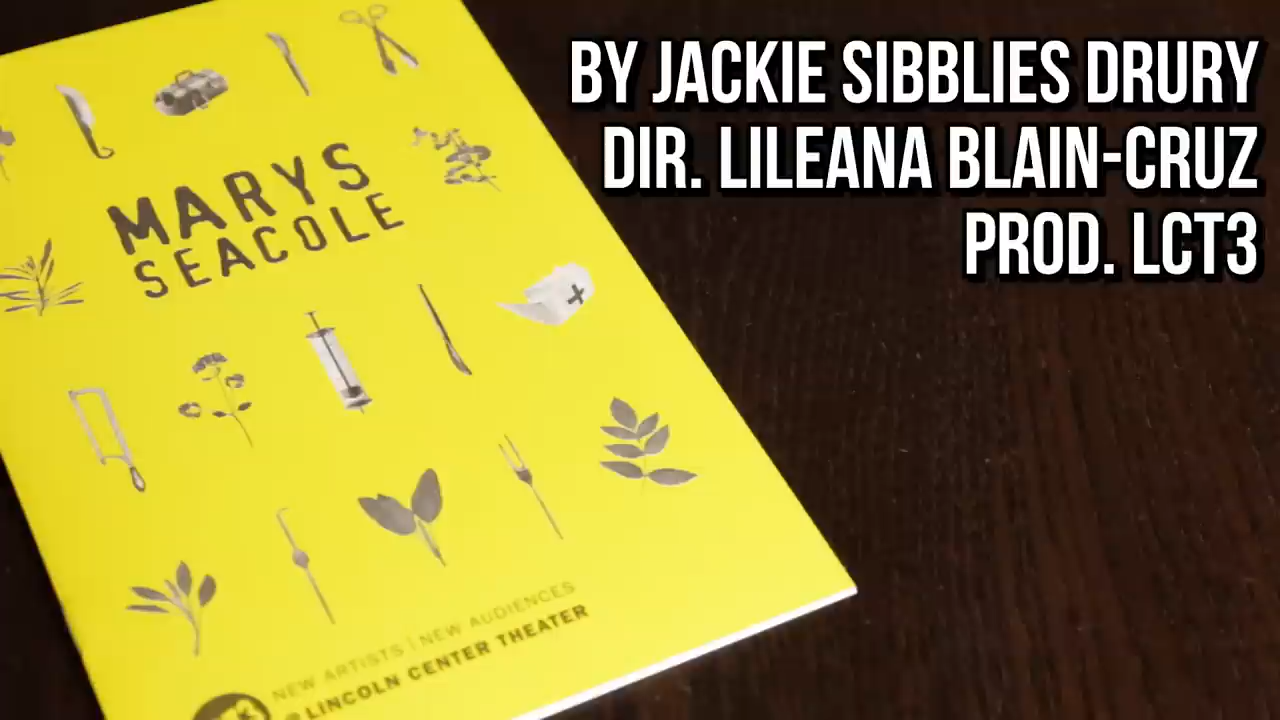 BY JACKIE SIBBLIES DRURY
DIR. LILEANA BLAIN-CRUZ
PROD. LCT3
MARYS
SEACOLE
NEW ARTISTS | NEW AUDIENCES
@LINCOLN CENTER THEATER